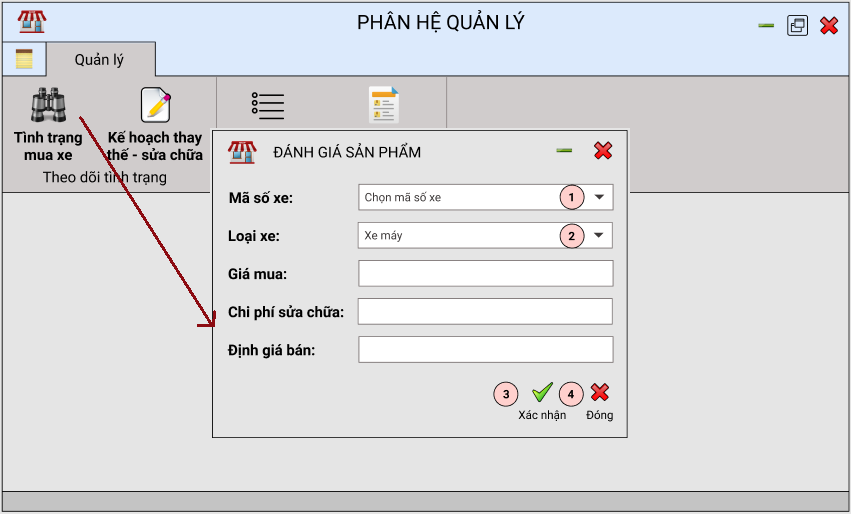 PHÂN HỆ QUẢN LÝ
Quản lý
Tình trạng
mua xe
Kế hoạch thay
thế - sửa chữa
Theo dõi tình trạng
ĐÁNH GIÁ SẢN PHẨM
Mã số xe:
Chọn mã số xe
1
Loại xe:
Xe máy
2
Giá mua:
Chi phí sửa chữa:
Định giá bán:
3
Xác nhận
4
Đóng